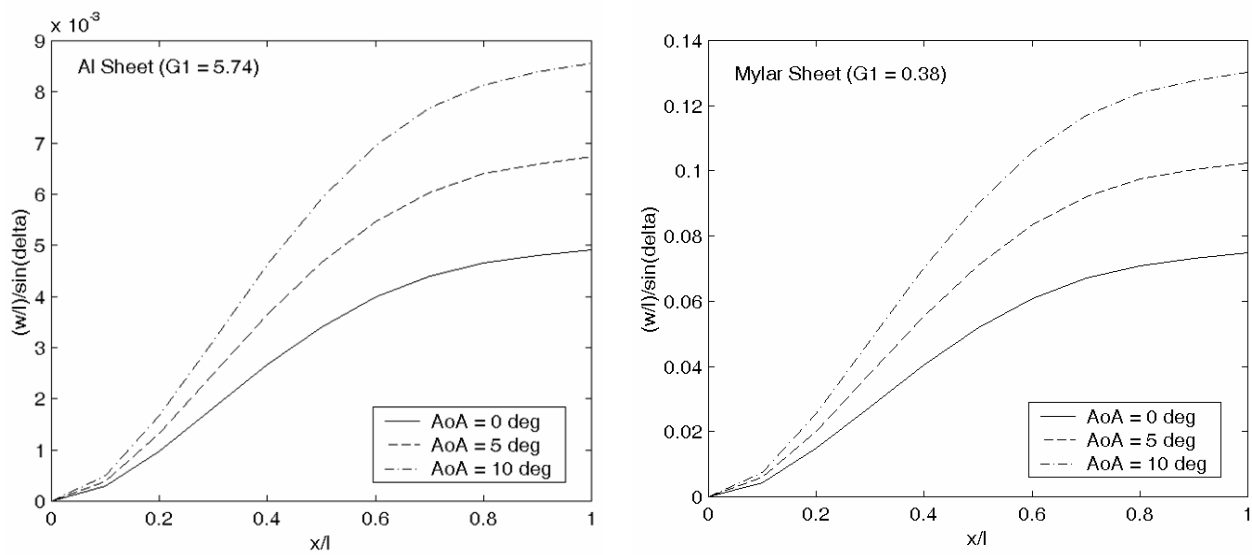 x 10⁻³
9
8
7
6
5
4
3
2
1
0
(w/l)/sin(delta)
Al Sheet (G1 = 5.74)
AoA = 0 deg
AoA = 5 deg
AoA = 10 deg
0 0.2 0.4 0.6 0.8 1
x/l
0.14
0.12
0.1
0.08
0.06
0.04
0.02
0
(w/l)/sin(delta)
Mylar Sheet (G1 = 0.38)
AoA = 0 deg
AoA = 5 deg
AoA = 10 deg
0 0.2 0.4 0.6 0.8 1
x/l